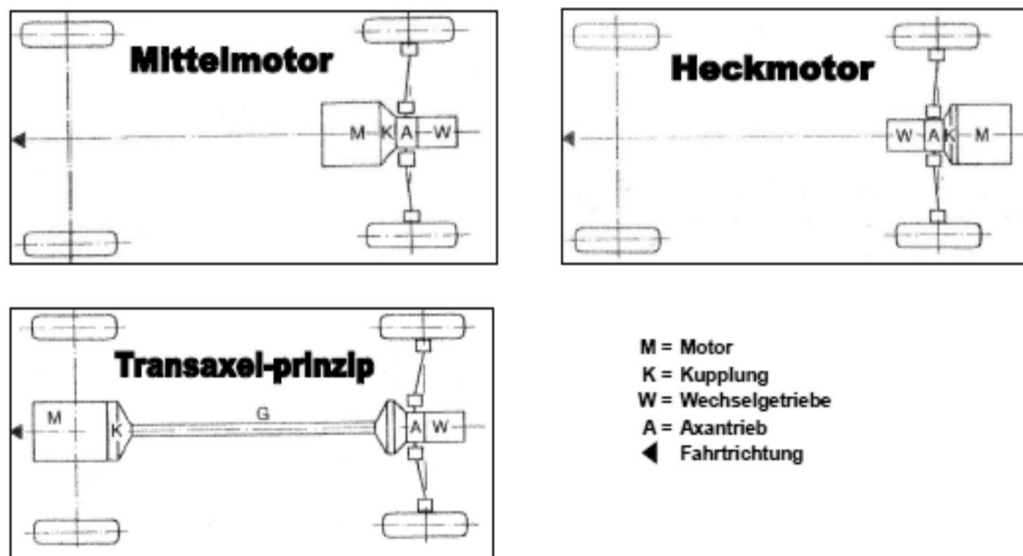 Mittelmotor
M K A W
Heckmotor
W A K M
Transaxel-prinzip
M K G A W
M = Motor
K = Kupplung
W = Wechselgetriebe
A = Axantrieb
Fahrtrichtung